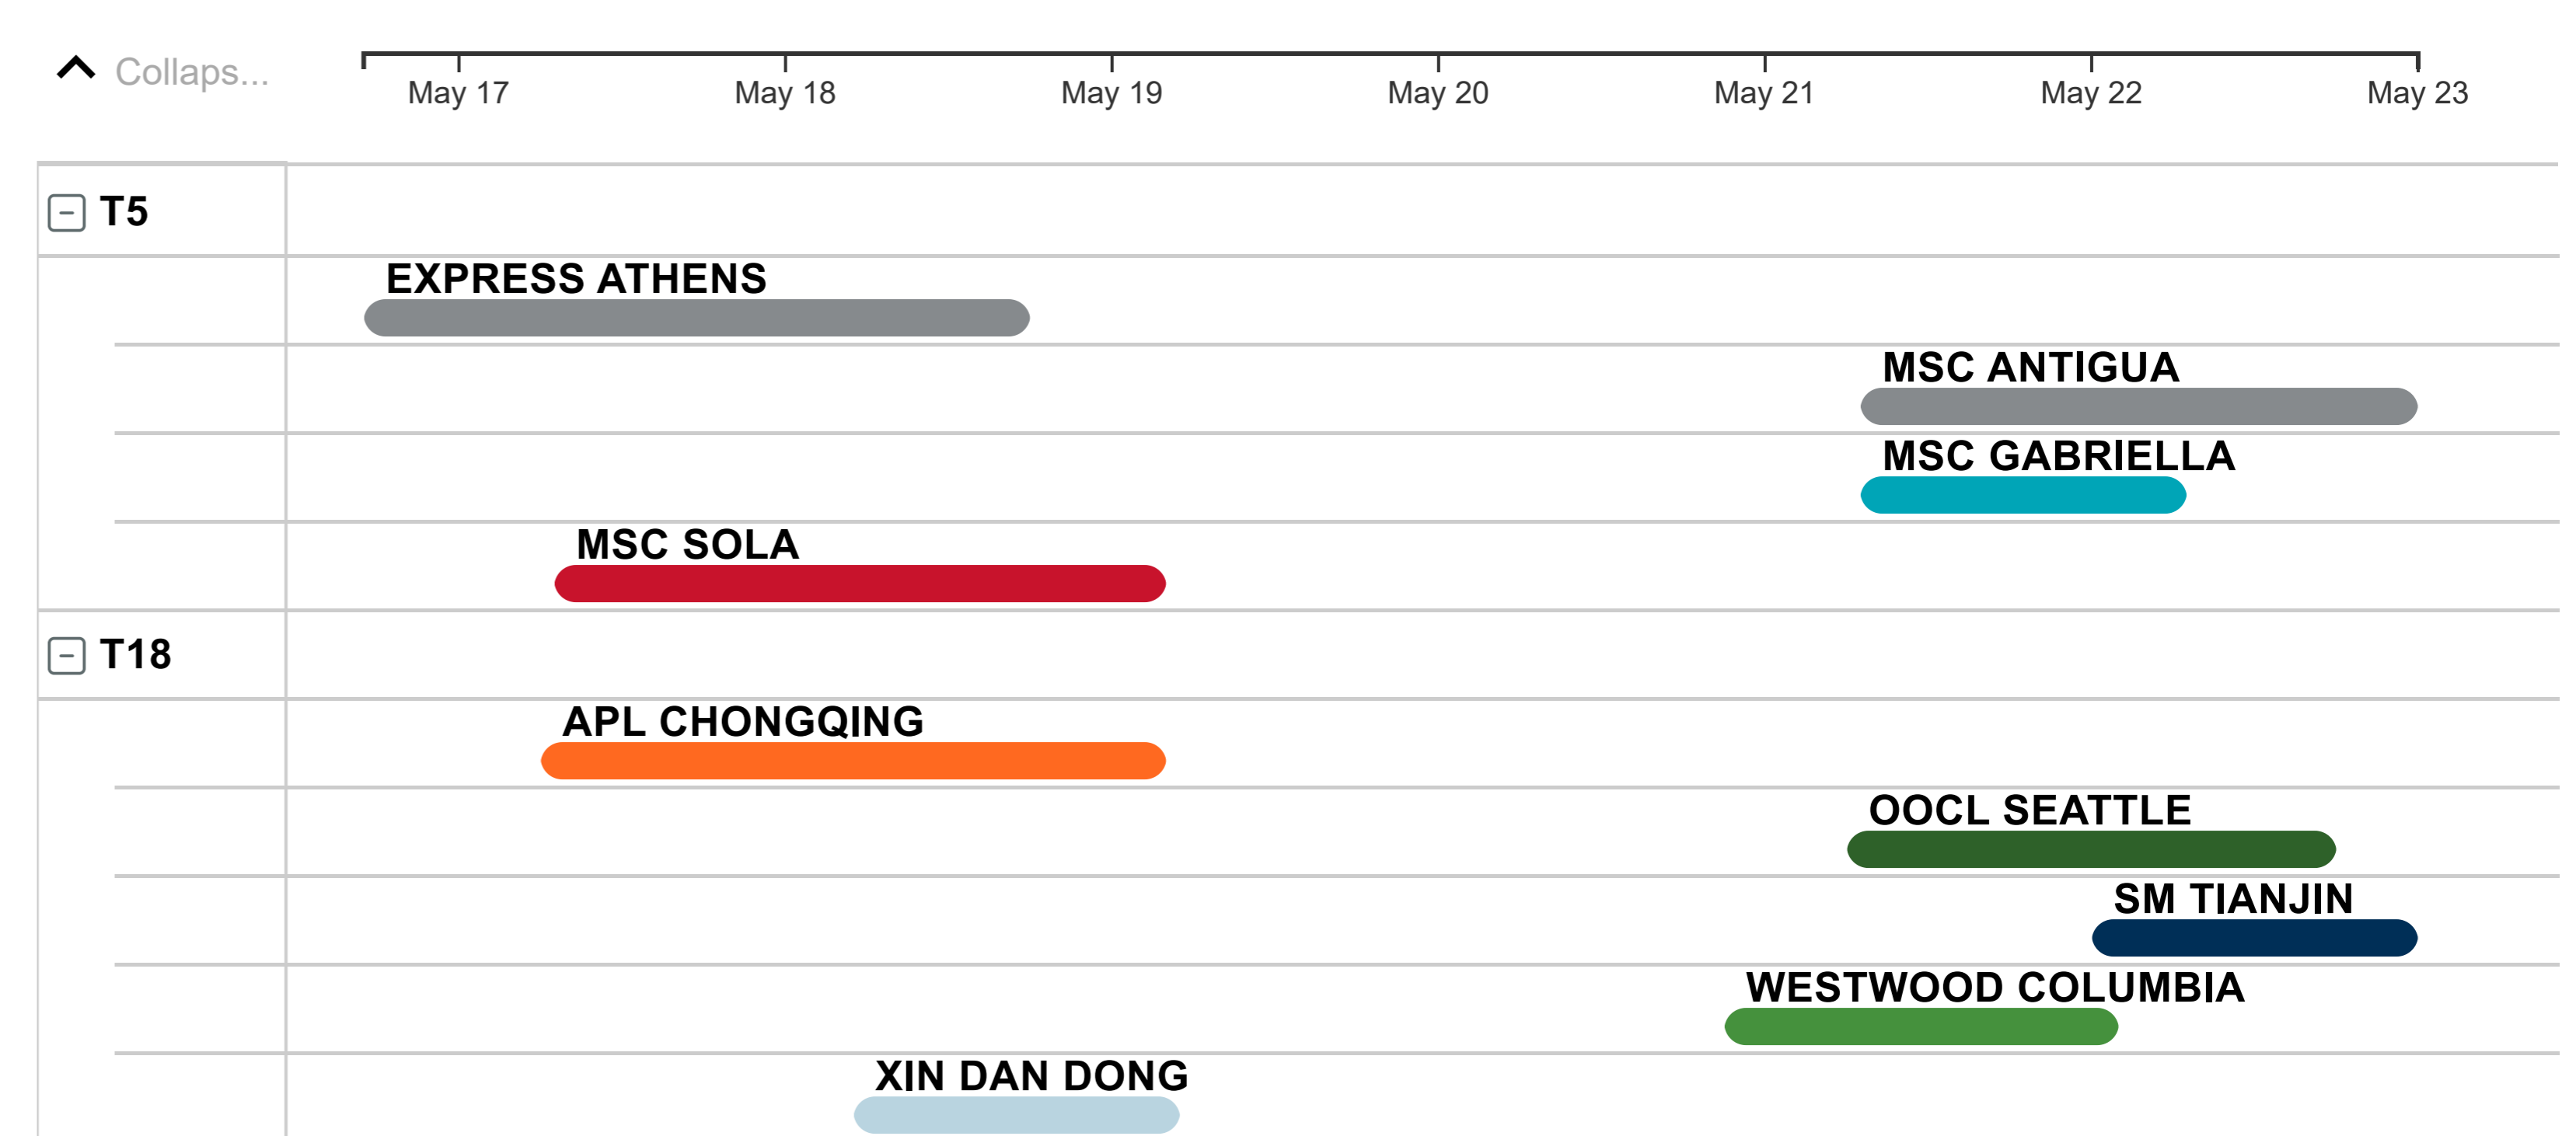 Collaps...
May 17 May 18 May 19 May 20 May 21 May 22 May 23
T5
EXPRESS ATHENS
MSC ANTIGUA
MSC GABRIELLA
MSC SOLA
T18
APL CHONGQING
OOCL SEATTLE
SM TIANJIN
WESTWOOD COLUMBIA
XIN DAN DONG